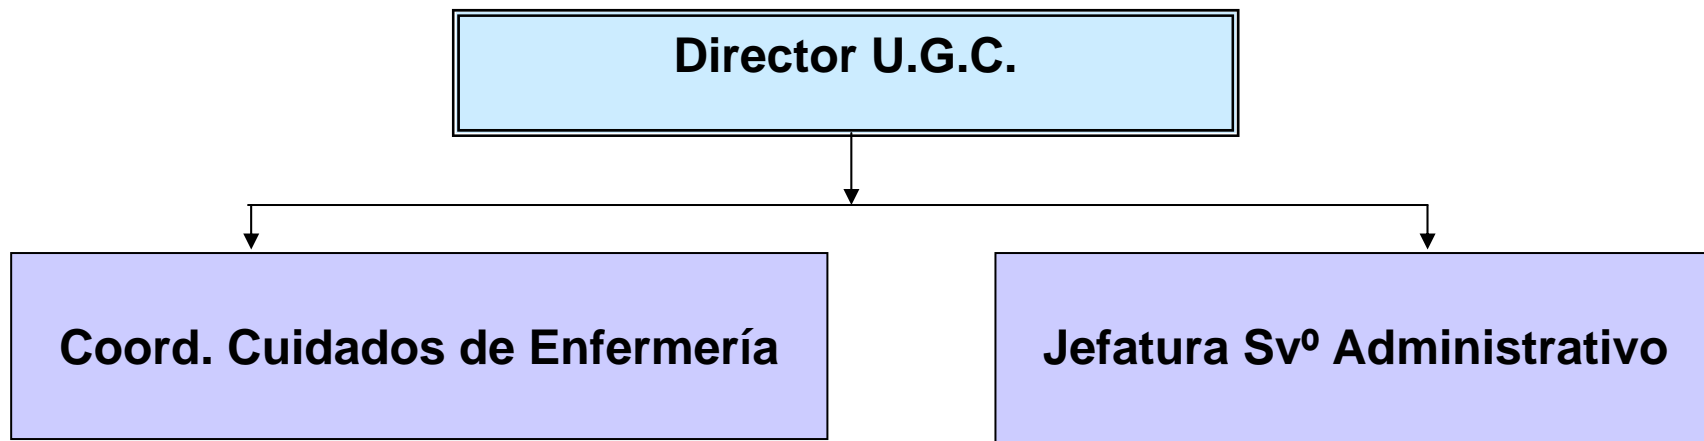 Director U.G.C.
Coord. Cuidados de Enfermería
Jefatura Svº Administrativo